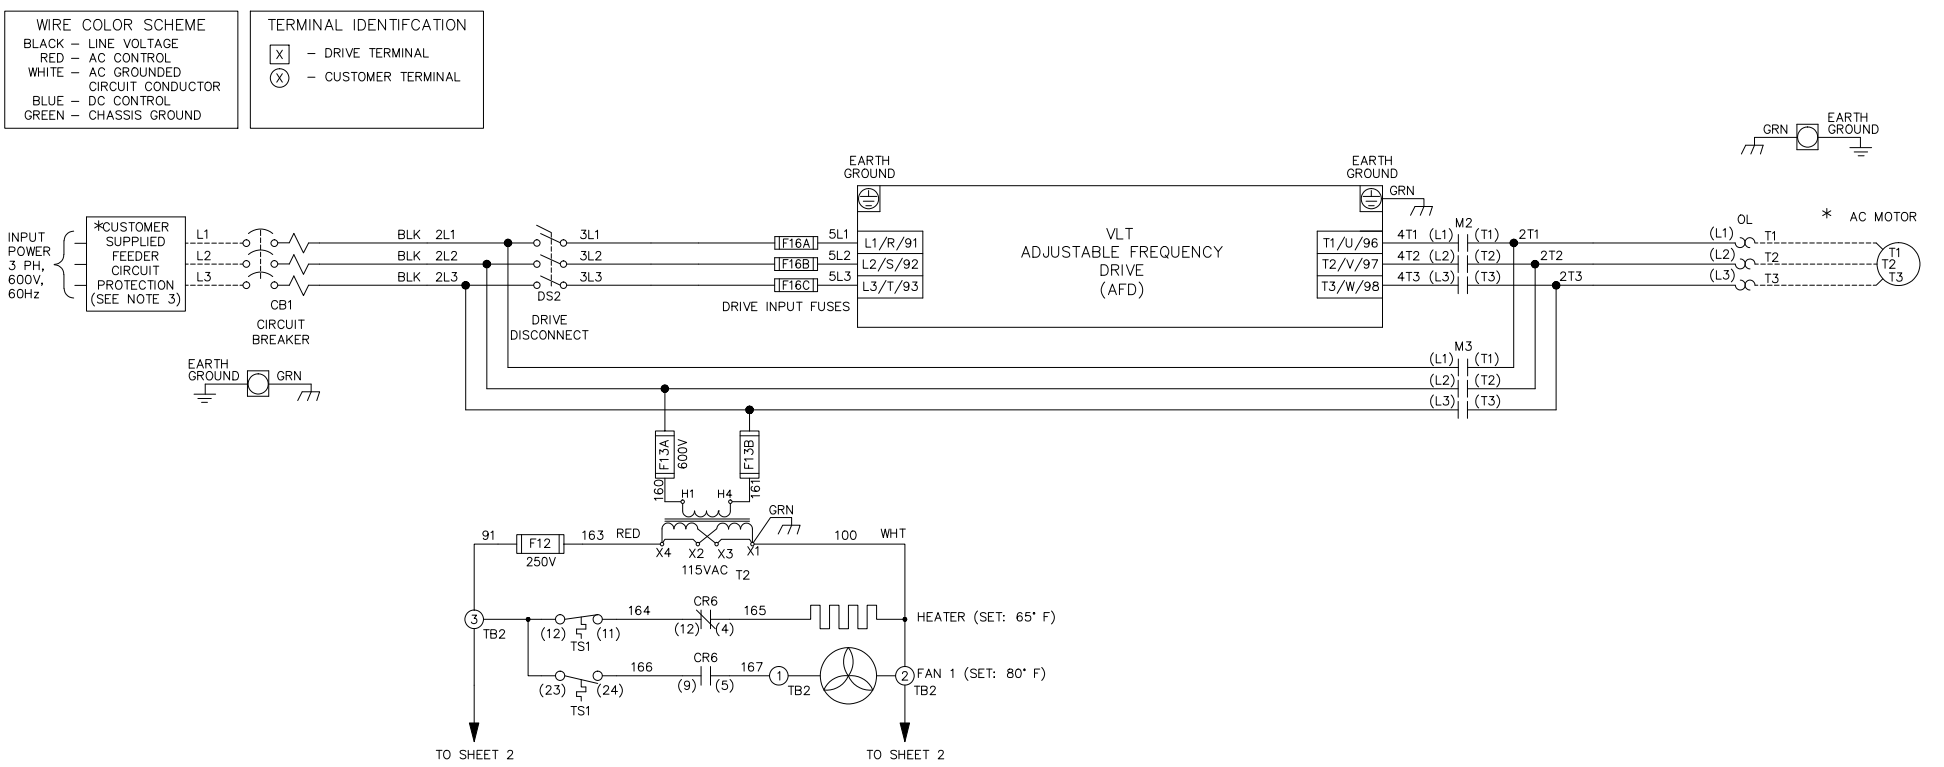 WIRE COLOR SCHEME
BLACK – LINE VOLTAGE
RED – AC CONTROL
WHITE – AC GROUNDED
CIRCUIT CONDUCTOR
BLUE – DC CONTROL
GREEN – CHASSIS GROUND
TERMINAL IDENTIFCATION
X – DRIVE TERMINAL
X – CUSTOMER TERMINAL
GRN
EARTH
GROUND
INPUT
POWER
3 PH,
600V,
60Hz
*CUSTOMER
SUPPLIED
FEEDER
CIRCUIT
PROTECTION
(SEE NOTE 3)
L1
L2
L3
CB1
CIRCUIT
BREAKER
BLK 2L1
BLK 2L2
BLK 2L3
DS2
DRIVE
DISCONNECT
3L1
3L2
3L3
F16A
F16B
F16C
DRIVE INPUT FUSES
5L1
5L2
5L3
EARTH
GROUND
L1/R/91
L2/S/92
L3/T/93
VLT
ADJUSTABLE FREQUENCY
DRIVE
(AFD)
EARTH
GROUND
GRN
T1/U/96
T2/V/97
T3/W/98
M2
4T1 (L1) (T1) 2T1
4T2 (L2) (T2) 2T2
4T3 (L3) (T3) 2T3
OL
(L1) T1
(L2) T2
(L3) T3
* AC MOTOR
T1
T2
T3
M3
(L1) (T1)
(L2) (T2)
(L3) (T3)
EARTH
GROUND
GRN
F13A
600V
F13B
160
161
H1 H4
GRN
91
F12
250V
163 RED
X4 X2 X3 X1
115VAC T2
100 WHT
3
TB2
(12) (11)
TS1
164
CR6
(12) (4)
165
HEATER (SET: 65° F)
(23) (24)
TS1
166
CR6
(9) (5)
167
1
TB2
2
TB2
FAN 1 (SET: 80° F)
TO SHEET 2
TO SHEET 2